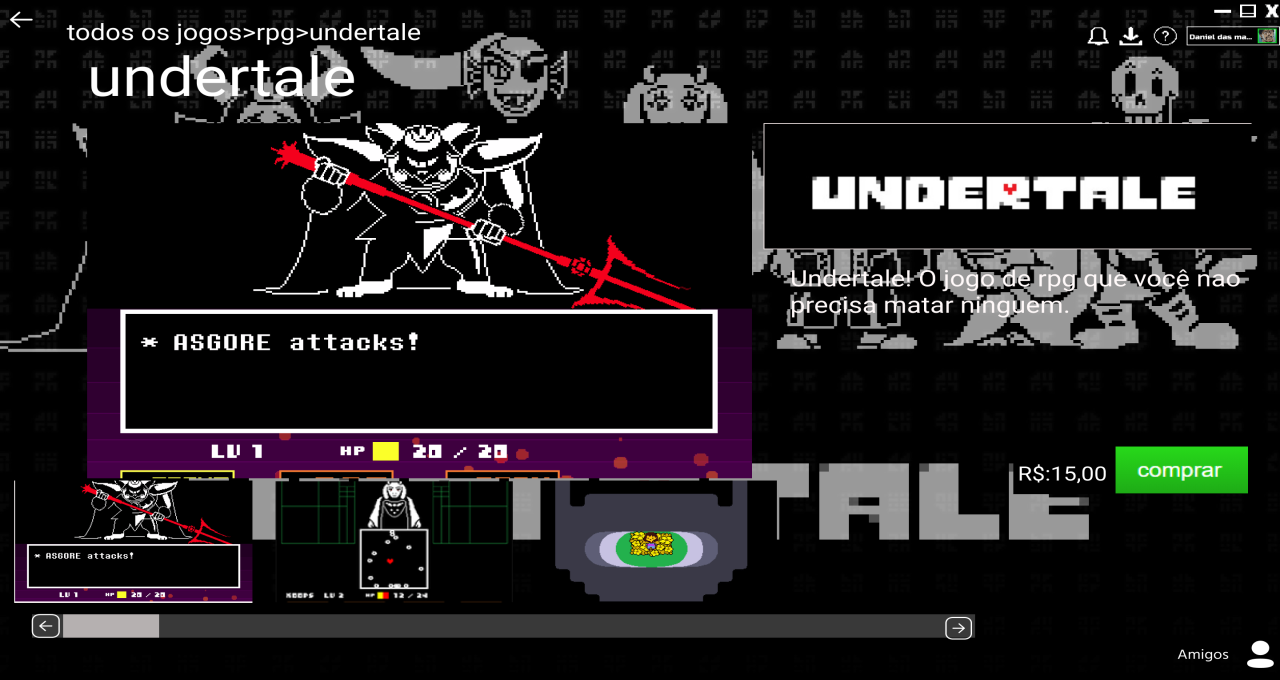 todos os jogos>rpg>undertale
undertale
Daniel das ma...
UNDERTALE
Undertale! O jogo de rpg que você nao
precisa matar ninguem.
* ASGORE attacks!
LV 1 HP 20 / 20
R$:15,00 comprar
TALE
* ASGORE attacks!
LV 1 HP 20 / 20
LV 2 HP 12 / 24
Amigos